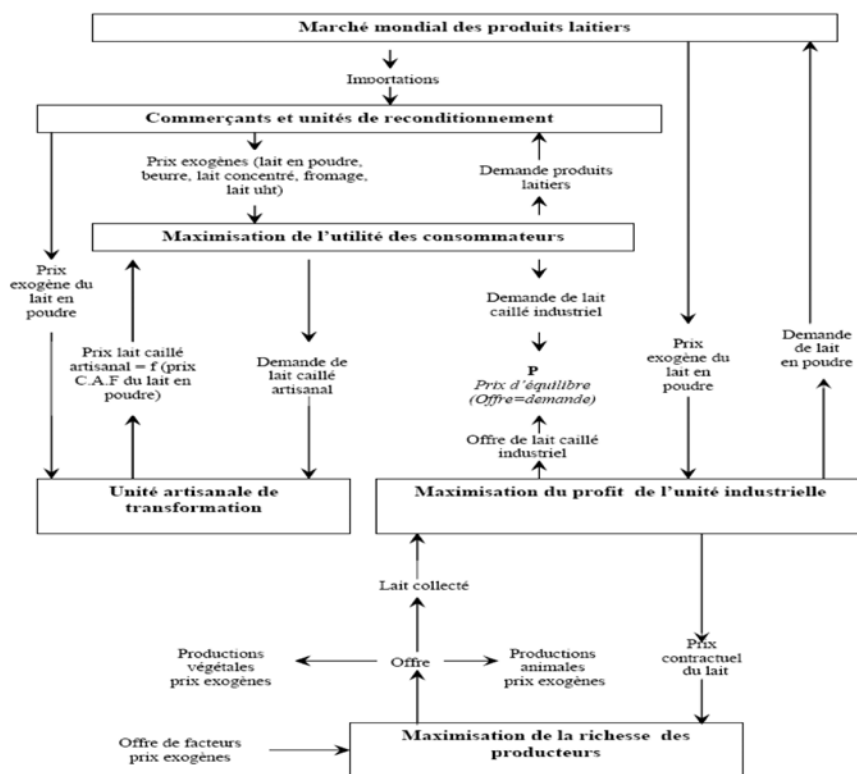 Marché mondial des produits laitiers
Importations
Commerçants et unités de reconditionnement
Prix exogènes (lait en poudre,
beurre, lait concentré, fromage,
lait uht)
Demande produits
laitiers
Maximisation de l'utilité des consommateurs
Prix
exogène du
lait en
poudre
Prix lait caillé
artisanal = f (prix
C.A.F du lait en
poudre)
Demande de
lait caillé
artisanal
Demande de lait
caillé industriel
P
Prix d'équilibre
(Offre=demande)
Offre de lait caillé
industriel
Prix
exogène du
lait en
poudre
Demande
de lait
en poudre
Unité artisanale de
transformation
Maximisation du profit de l'unité industrielle
Lait collecté
Productions
végétales
prix exogènes
Offre
Productions
animales
prix exogènes
Prix
contractuel
du lait
Offre de facteurs
prix exogènes
Maximisation de la richesse des
producteurs